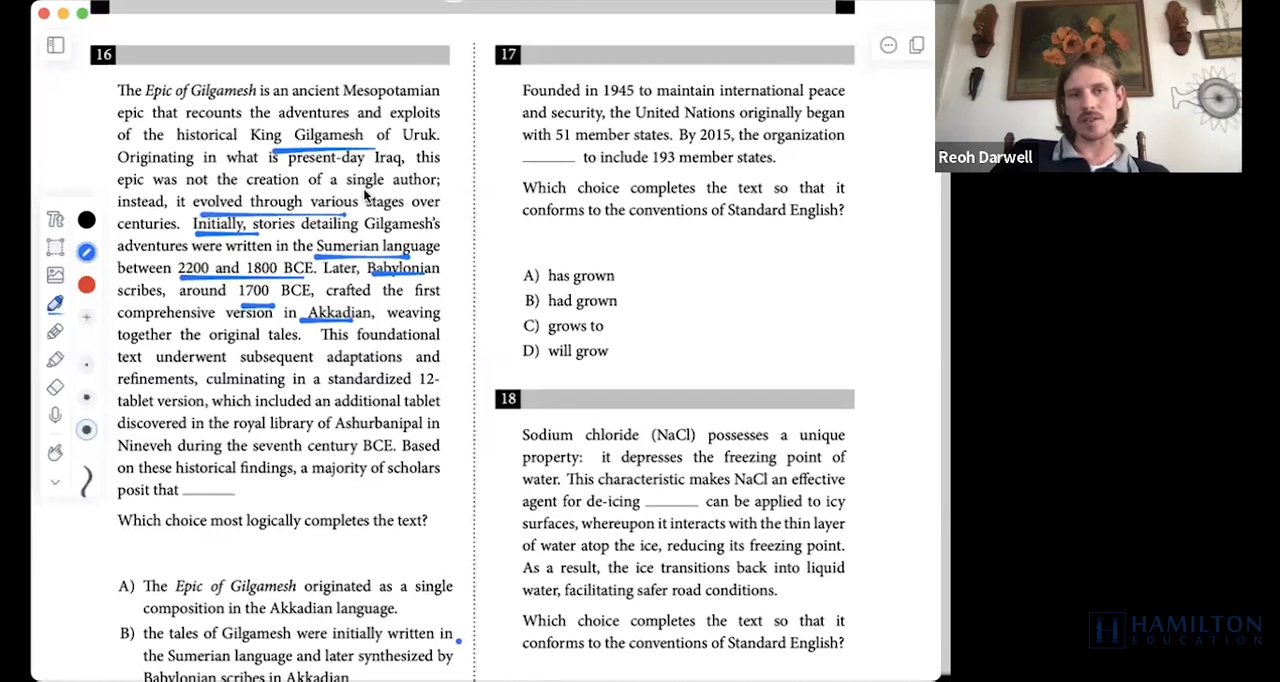 16
The Epic of Gilgamesh is an ancient Mesopotamian
epic that recounts the adventures and exploits
of the historical King Gilgamesh of Uruk.
Originating in what is present-day Iraq, this
epic was not the creation of a single author;
instead, it evolved through various stages over
centuries. Initially, stories detailing Gilgamesh's
adventures were written in the Sumerian language
between 2200 and 1800 BCE. Later, Babylonian
scribes, around 1700 BCE, crafted the first
comprehensive version in Akkadian, weaving
together the original tales. This foundational
text underwent subsequent adaptations and
refinements, culminating in a standardized 12-
tablet version, which included an additional tablet
discovered in the royal library of Ashurbanipal in
Nineveh during the seventh century BCE. Based
on these historical findings, a majority of scholars
posit that ______
Which choice most logically completes the text?
A) The Epic of Gilgamesh originated as a single
composition in the Akkadian language.
B) the tales of Gilgamesh were initially written in
the Sumerian language and later synthesized by
Babylonian scribes in Akkadian
17
Founded in 1945 to maintain international peace
and security, the United Nations originally began
with 51 member states. By 2015, the organization
______ to include 193 member states.
Which choice completes the text so that it
conforms to the conventions of Standard English?
A) has grown
B) had grown
C) grows to
D) will grow
18
Sodium chloride (NaCl) possesses a unique
property: it depresses the freezing point of
water. This characteristic makes NaCl an effective
agent for de-icing ______ can be applied to icy
surfaces, whereupon it interacts with the thin layer
of water atop the ice, reducing its freezing point.
As a result, the ice transitions back into liquid
water, facilitating safer road conditions.
Which choice completes the text so that it
conforms to the conventions of Standard English?
Tt
Reoh Darwell
HAMILTON
EDUCATION